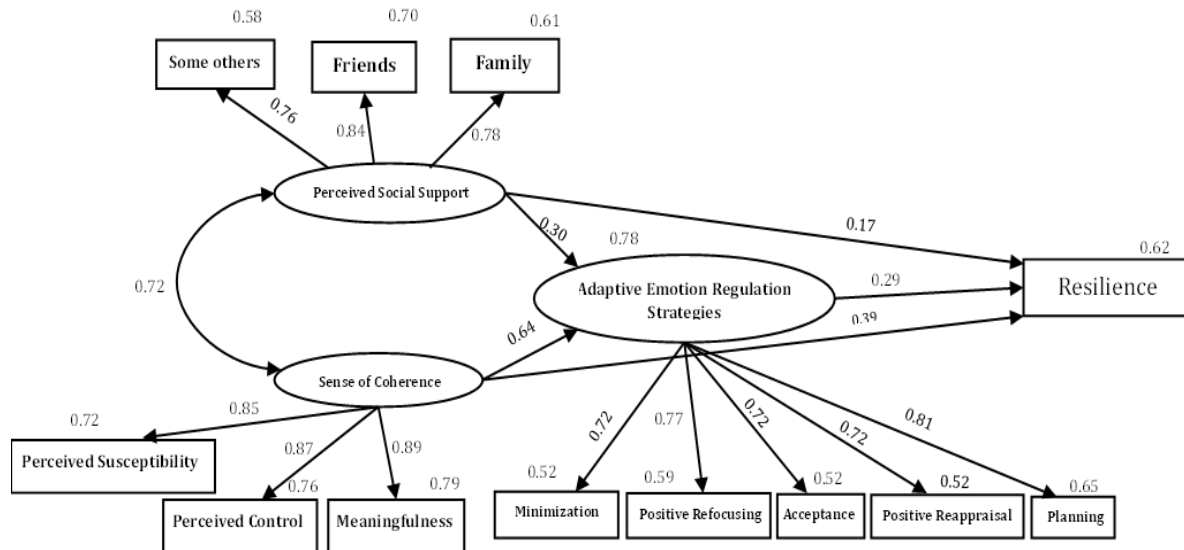 0.58
0.70
0.61
Some others
Friends
Family
0.76
0.84
0.78
Perceived Social Support
0.30
0.17
0.78
0.62
0.72
Adaptive Emotion Regulation
Strategies
0.29
Resilience
0.64
0.39
Sense of Coherence
0.72
0.85
Perceived Susceptibility
0.87
0.89
0.76
0.79
Perceived Control
Meaningfulness
0.72
0.77
0.72
0.72
0.81
0.52
0.59
0.52
0.52
0.65
Minimization
Positive Refocusing
Acceptance
Positive Reappraisal
Planning